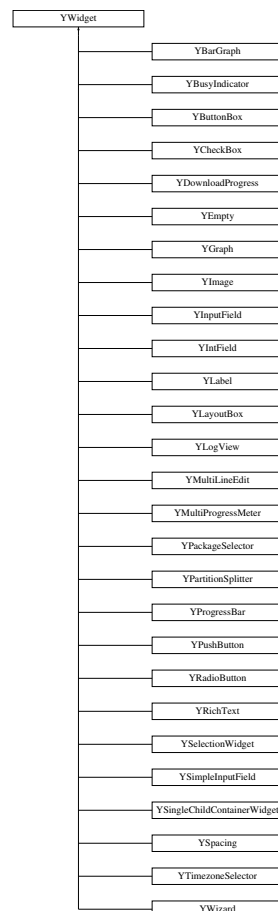 YWidget
YBarGraph
YBusyIndicator
YButtonBox
YCheckBox
YDownloadProgress
YEmpty
YGraph
YImage
YInputField
YIntField
YLabel
YLayoutBox
YLogView
YMultiLineEdit
YMultiProgressMeter
YPackageSelector
YPartitionSplitter
YProgressBar
YPushButton
YRadioButton
YRichText
YSelectionWidget
YSimpleInputField
YSingleChildContainerWidget
YSpacing
YTimezoneSelector
YWizard